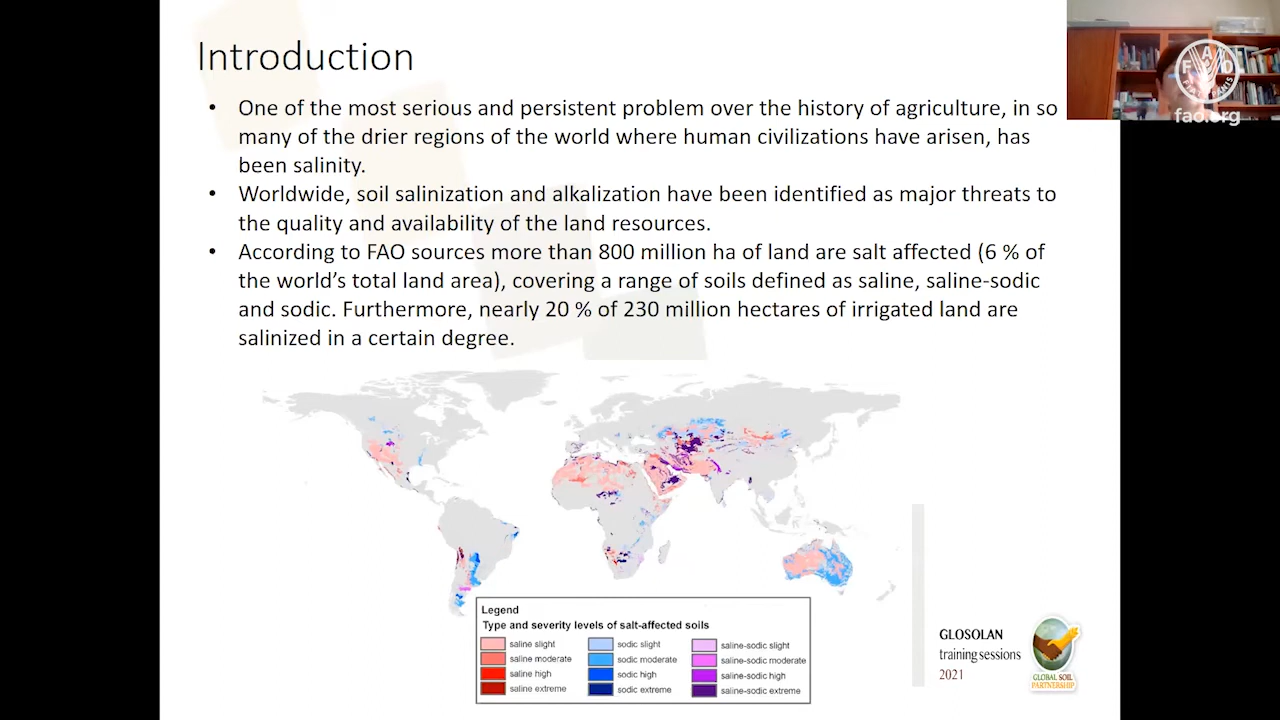 Introduction
• One of the most serious and persistent problem over the history of agriculture, in so
many of the drier regions of the world where human civilizations have arisen, has
been salinity.
• Worldwide, soil salinization and alkalization have been identified as major threats to
the quality and availability of the land resources.
• According to FAO sources more than 800 million ha of land are salt affected (6 % of
the world's total land area), covering a range of soils defined as saline, saline-sodic
and sodic. Furthermore, nearly 20 % of 230 million hectares of irrigated land are
salinized in a certain degree.
F A O
fao.org
Legend
Type and severity levels of salt-affected soils
saline slight
saline moderate
saline high
saline extreme
sodic slight
sodic moderate
sodic high
sodic extreme
saline-sodic slight
saline-sodic moderate
saline-sodic high
saline-sodic extreme
GLOSOLAN
training sessions
2021
GLOBAL SOIL
PARTNERSHIP